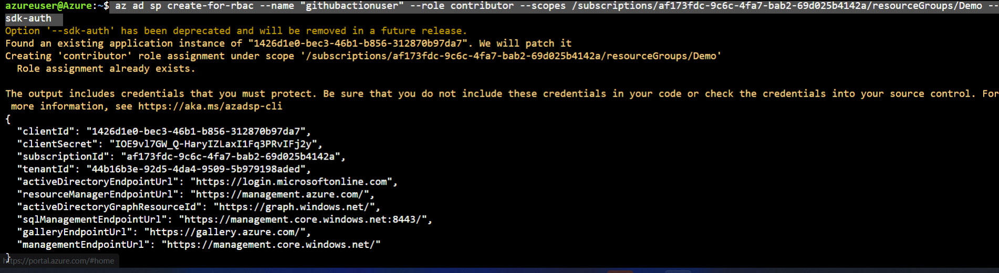 azureuser@Azure:~$ az ad sp create-for-rbac --name "githubactionuser" --role contributor --scopes /subscriptions/af173fdc-9c6c-4fa7-bab2-69d025b4142a/resourceGroups/Demo --
sdk-auth
Option '--sdk-auth' has been deprecated and will be removed in a future release.
Found an existing application instance of "1426d1e0-bec3-46b1-b856-312870b97da7". We will patch it
Creating 'contributor' role assignment under scope '/subscriptions/af173fdc-9c6c-4fa7-bab2-69d025b4142a/resourceGroups/Demo'
  Role assignment already exists.

The output includes credentials that you must protect. Be sure that you do not include these credentials in your code or check the credentials into your source control. For
 more information, see https://aka.ms/azadsp-cli
{
  "clientId": "1426d1e0-bec3-46b1-b856-312870b97da7",
  "clientSecret": "IOE9vl7GW_Q-HaryIZLaxI1Fq3PRvIFj2y",
  "subscriptionId": "af173fdc-9c6c-4fa7-bab2-69d025b4142a",
  "tenantId": "44b16b3e-92d5-4da4-9509-5b979198aded",
  "activeDirectoryEndpointUrl": "https://login.microsoftonline.com",
  "resourceManagerEndpointUrl": "https://management.azure.com/",
  "activeDirectoryGraphResourceId": "https://graph.windows.net/",
  "sqlManagementEndpointUrl": "https://management.core.windows.net:8443/",
  "galleryEndpointUrl": "https://gallery.azure.com/",
  "managementEndpointUrl": "https://management.core.windows.net/"
}
https://portal.azure.com/#home